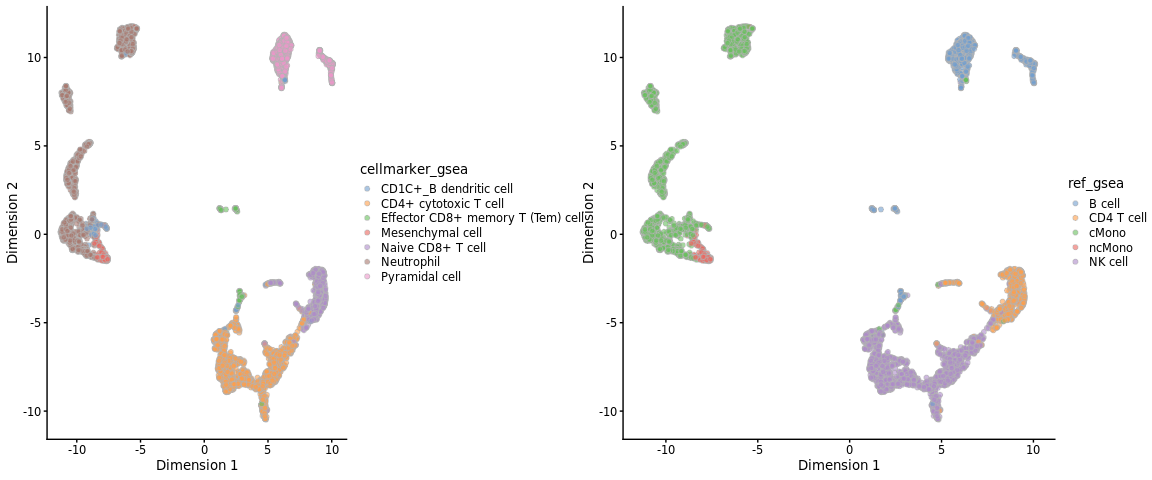 10
5
0
-5
-10
-10
-5
0
5
10
Dimension 1
Dimension 2
cellmarker_gsea
CD1C+_B dendritic cell
CD4+ cytotoxic T cell
Effector CD8+ memory T (Tem) cell
Mesenchymal cell
Naive CD8+ T cell
Neutrophil
Pyramidal cell
10
5
0
-5
-10
-10
-5
0
5
10
Dimension 1
Dimension 2
ref_gsea
B cell
CD4 T cell
cMono
ncMono
NK cell